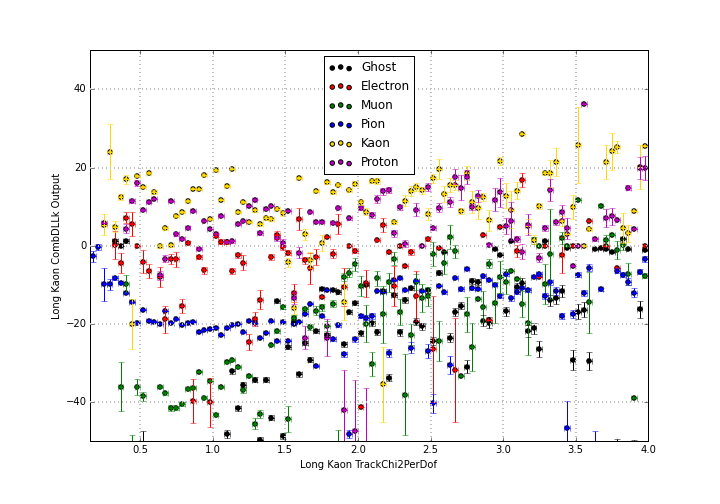 40
20
0
−20
−40
0.5
1.0
1.5
2.0
2.5
3.0
3.5
4.0
Long Kaon CombDLLk Output
Long Kaon TrackChi2PerDof
Ghost
Electron
Muon
Pion
Kaon
Proton